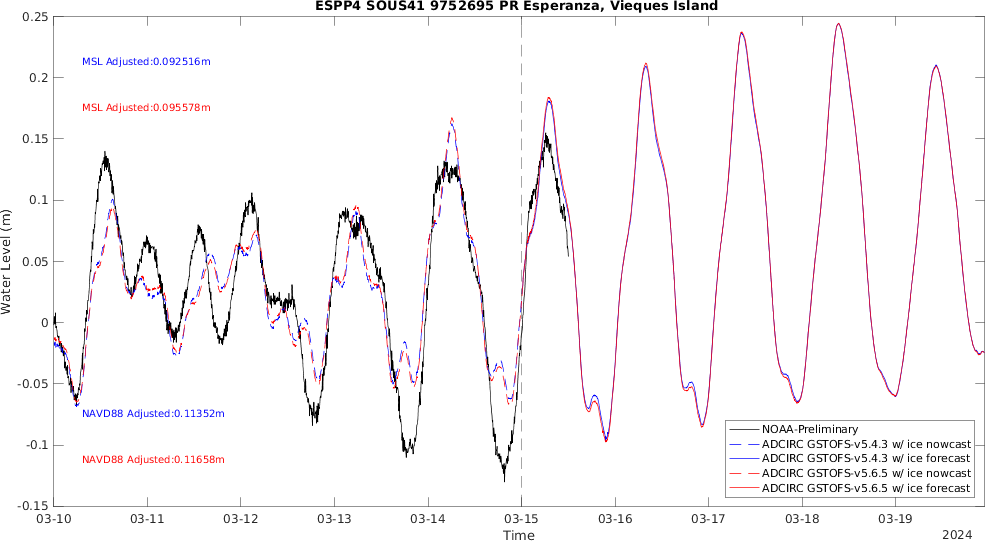 ESPP4 SOUS41 9752695 PR Esperanza, Vieques Island
0.25
0.2
0.15
0.1
0.05
0
-0.05
-0.1
-0.15
Water Level (m)
MSL Adjusted:0.092516m
MSL Adjusted:0.095578m
NAVD88 Adjusted:0.11352m
NAVD88 Adjusted:0.11658m
NOAA-Preliminary
ADCIRC GSTOFS-v5.4.3 w/ ice nowcast
ADCIRC GSTOFS-v5.4.3 w/ ice forecast
ADCIRC GSTOFS-v5.6.5 w/ ice nowcast
ADCIRC GSTOFS-v5.6.5 w/ ice forecast
03-10 03-11 03-12 03-13 03-14 03-15 03-16 03-17 03-18 03-19
Time
2024